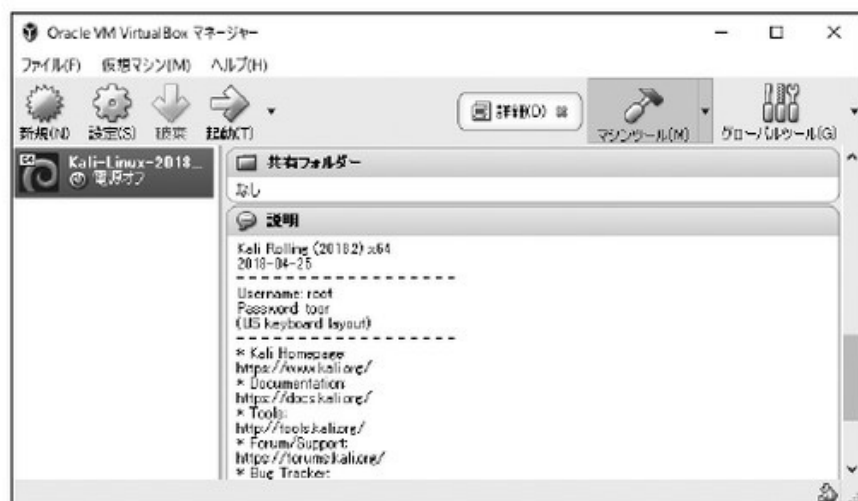 Oracle VM VirtualBox マネージャー
ファイル(F) 仮想マシン(M) ヘルプ(H)
新規(N) 設定(S) 破棄 起動(T) 詳細(D) マシンツール(M) グローバルツール(G)
64
Kali-Linux-2018...
電源オフ
共有フォルダー
なし
説明
Kali Rolling (2018.2) x64
2018-04-25
- - - - - - - - - - - - - - - - - - - -
Username: root
Password: toor
(US keyboard layout)
- - - - - - - - - - - - - - - - - - - -
* Kali Homepage:
https://www.kali.org/
* Documentation:
https://docs.kali.org/
* Tools:
http://tools.kali.org/
* Forum/Support:
https://forums.kali.org/
* Bug Tracker: